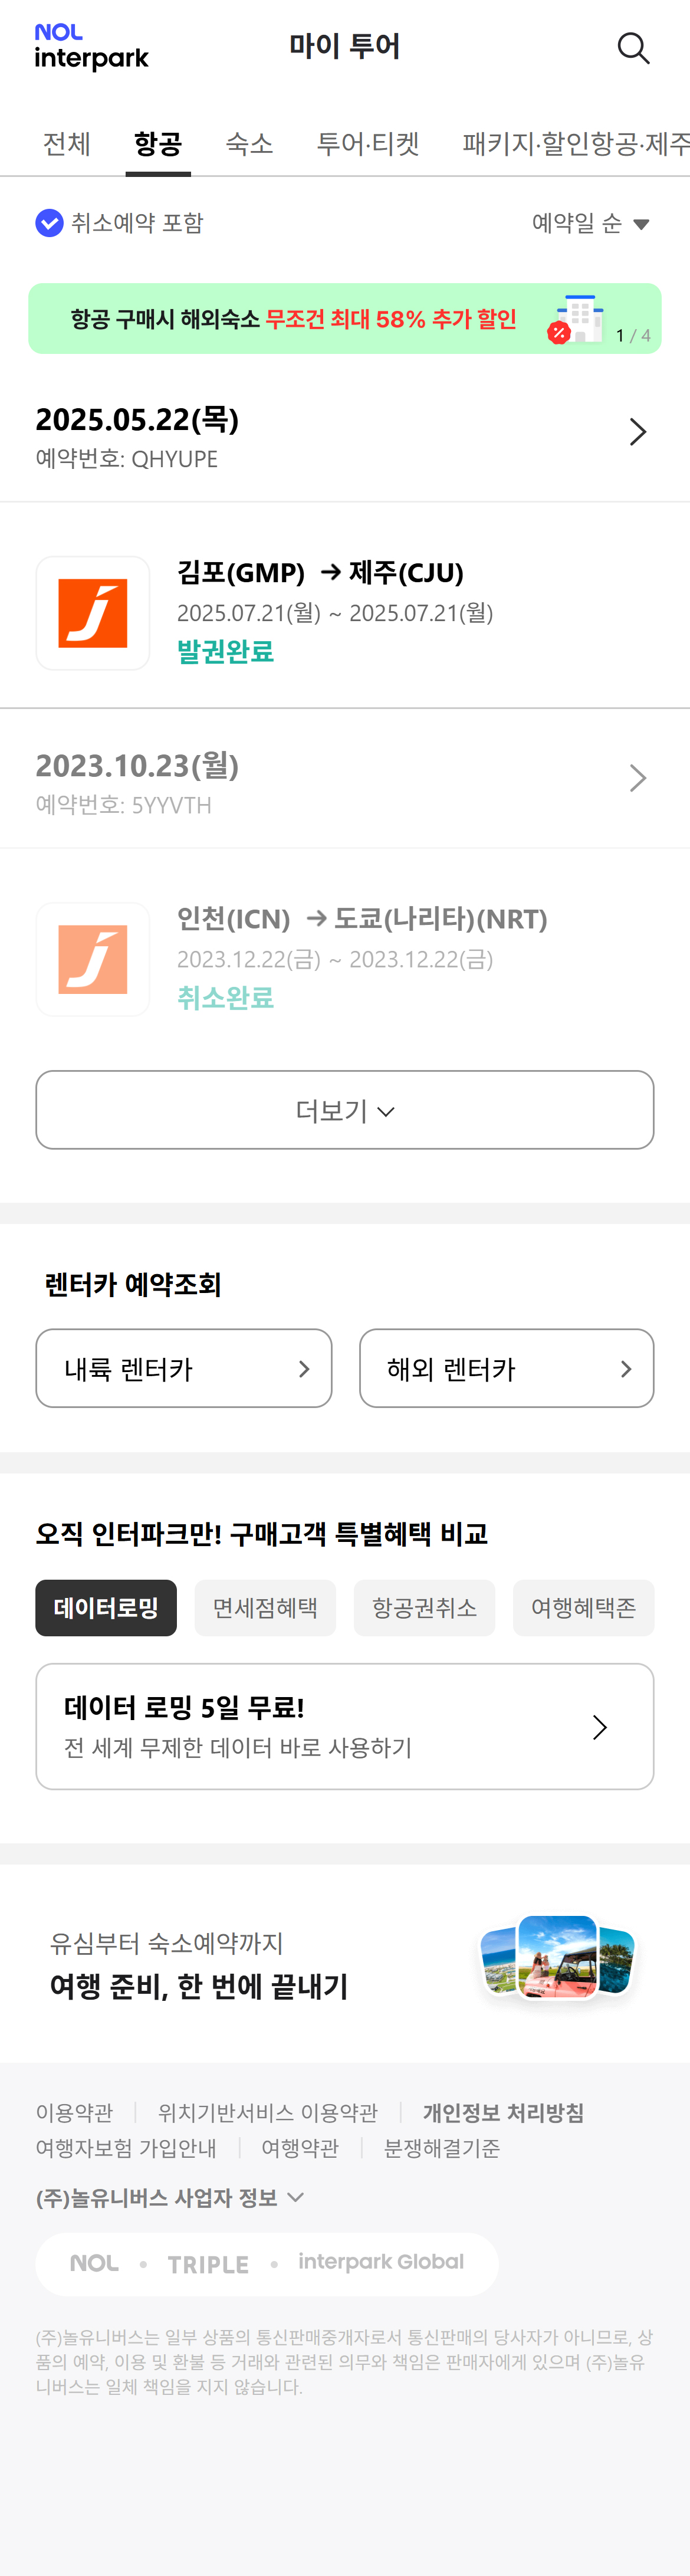 NOL
interpark
마이 투어
전체 항공 숙소 투어·티켓 패키지·할인항공·제주
취소예약 포함 예약일 순
항공 구매시 해외숙소 무조건 최대 58% 추가 할인 1 / 4
2025.05.22(목)
예약번호: QHYUPE
김포(GMP) → 제주(CJU)
2025.07.21(월) ~ 2025.07.21(월)
발권완료
2023.10.23(월)
예약번호: 5YYVTH
인천(ICN) → 도쿄(나리타)(NRT)
2023.12.22(금) ~ 2023.12.22(금)
취소완료
더보기
렌터카 예약조회
내륙 렌터카 해외 렌터카
오직 인터파크만! 구매고객 특별혜택 비교
데이터로밍 면세점혜택 항공권취소 여행혜택존
데이터 로밍 5일 무료!
전 세계 무제한 데이터 바로 사용하기
유심부터 숙소예약까지
여행 준비, 한 번에 끝내기
이용약관 위치기반서비스 이용약관 개인정보 처리방침
여행자보험 가입안내 여행약관 분쟁해결기준
(주)놀유니버스 사업자 정보
NOL • TRIPLE • interpark Global
(주)놀유니버스는 일부 상품의 통신판매중개자로서 통신판매의 당사자가 아니므로, 상
품의 예약, 이용 및 환불 등 거래와 관련된 의무와 책임은 판매자에게 있으며 (주)놀유
니버스는 일체 책임을 지지 않습니다.